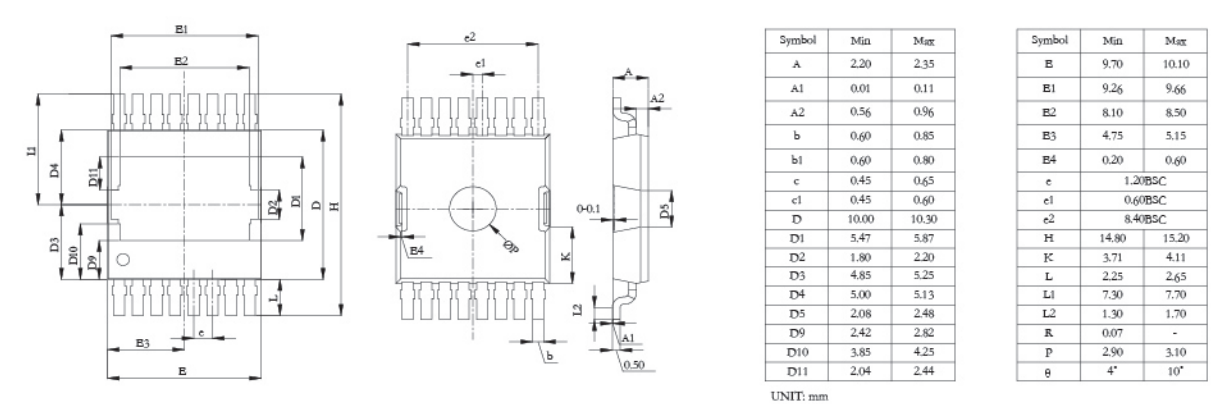 E1
E2
L1
D4
D11
D2
D1
D
H
D3
D10
D9
L
e
E3
E
e2
e1
E4
ØP
K
b
A
A2
0-0.1
D5
L2
A1
0.50
Symbol Min Max
A 2.20 2.35
A1 0.01 0.11
A2 0.56 0.96
b 0.60 0.85
b1 0.60 0.80
c 0.45 0.65
c1 0.45 0.60
D 10.00 10.30
D1 5.47 5.87
D2 1.80 2.20
D3 4.85 5.25
D4 5.00 5.13
D5 2.08 2.48
D9 2.42 2.82
D10 3.85 4.25
D11 2.04 2.44
UNIT: mm
Symbol Min Max
E 9.70 10.10
E1 9.26 9.66
E2 8.10 8.50
E3 4.75 5.15
E4 0.20 0.60
e 1.20BSC
e1 0.60BSC
e2 8.40BSC
H 14.80 15.20
K 3.71 4.11
L 2.25 2.65
L1 7.30 7.70
L2 1.30 1.70
R 0.07 -
P 2.90 3.10
θ 4° 10°